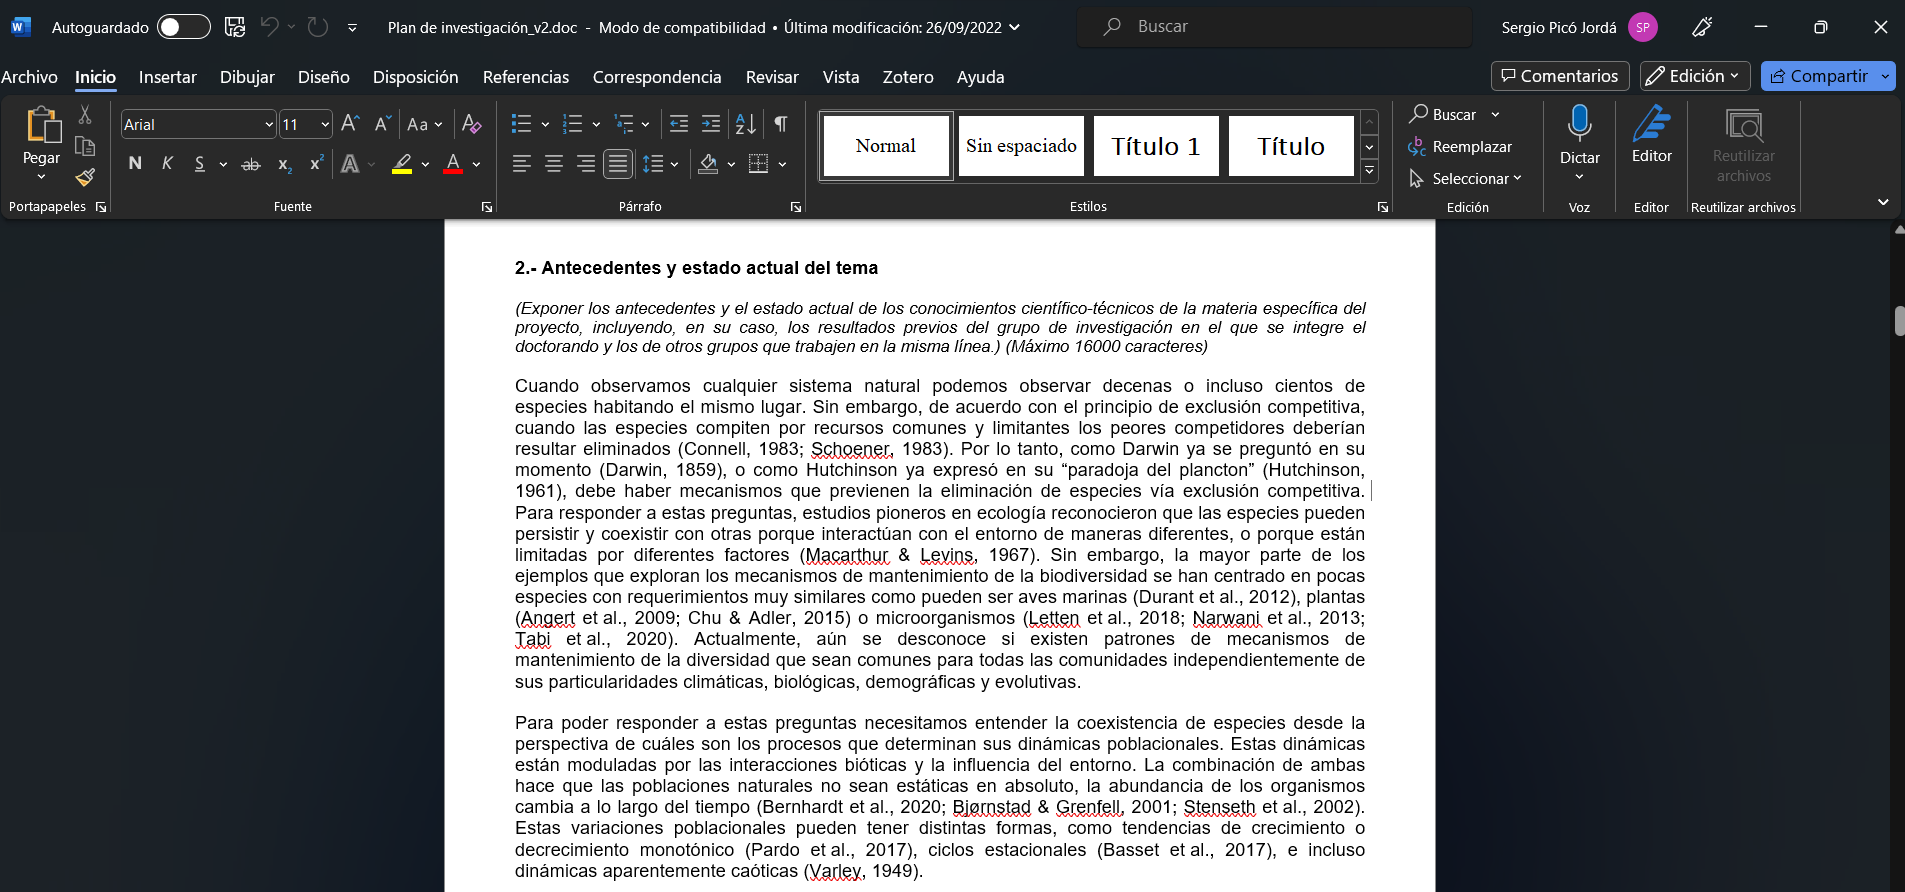 Autoguardado
Plan de investigación_v2.doc - Modo de compatibilidad • Última modificación: 26/09/2022
Buscar
Sergio Picó Jordá
SP
Archivo Inicio Insertar Dibujar Diseño Disposición Referencias Correspondencia Revisar Vista Zotero Ayuda
Comentarios
Edición
Compartir
Pegar
Portapapeles
Arial
11
Aa
N K S ab x₂ x² A A
Fuente
Párrafo
Normal
Sin espaciado
Título 1
Título
Estilos
Buscar
Reemplazar
Seleccionar
Edición
Dictar
Voz
Editor
Editor
Reutilizar
archivos
Reutilizar archivos
2.- Antecedentes y estado actual del tema
(Exponer los antecedentes y el estado actual de los conocimientos científico-técnicos de la materia específica del
proyecto, incluyendo, en su caso, los resultados previos del grupo de investigación en el que se integre el
doctorando y los de otros grupos que trabajen en la misma línea.) (Máximo 16000 caracteres)
Cuando observamos cualquier sistema natural podemos observar decenas o incluso cientos de
especies habitando el mismo lugar. Sin embargo, de acuerdo con el principio de exclusión competitiva,
cuando las especies compiten por recursos comunes y limitantes los peores competidores deberían
resultar eliminados (Connell, 1983; Schoener, 1983). Por lo tanto, como Darwin ya se preguntó en su
momento (Darwin, 1859), o como Hutchinson ya expresó en su “paradoja del plancton” (Hutchinson,
1961), debe haber mecanismos que previenen la eliminación de especies vía exclusión competitiva.
Para responder a estas preguntas, estudios pioneros en ecología reconocieron que las especies pueden
persistir y coexistir con otras porque interactúan con el entorno de maneras diferentes, o porque están
limitadas por diferentes factores (Macarthur & Levins, 1967). Sin embargo, la mayor parte de los
ejemplos que exploran los mecanismos de mantenimiento de la biodiversidad se han centrado en pocas
especies con requerimientos muy similares como pueden ser aves marinas (Durant et al., 2012), plantas
(Angert et al., 2009; Chu & Adler, 2015) o microorganismos (Letten et al., 2018; Narwani et al., 2013;
Tabi et al., 2020). Actualmente, aún se desconoce si existen patrones de mecanismos de
mantenimiento de la diversidad que sean comunes para todas las comunidades independientemente de
sus particularidades climáticas, biológicas, demográficas y evolutivas.
Para poder responder a estas preguntas necesitamos entender la coexistencia de especies desde la
perspectiva de cuáles son los procesos que determinan sus dinámicas poblacionales. Estas dinámicas
están moduladas por las interacciones bióticas y la influencia del entorno. La combinación de ambas
hace que las poblaciones naturales no sean estáticas en absoluto, la abundancia de los organismos
cambia a lo largo del tiempo (Bernhardt et al., 2020; Bjørnstad & Grenfell, 2001; Stenseth et al., 2002).
Estas variaciones poblacionales pueden tener distintas formas, como tendencias de crecimiento o
decrecimiento monotónico (Pardo et al., 2017), ciclos estacionales (Basset et al., 2017), e incluso
dinámicas aparentemente caóticas (Varley, 1949).